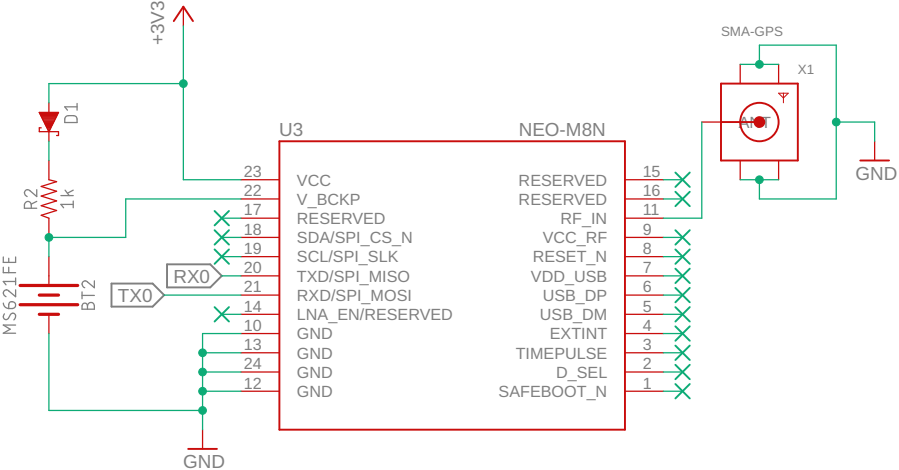 +3V3
SMA-GPS
X1
ANT
GND
D1
R2
1k
MS621FE
BT2
U3
NEO-M8N
23 VCC
22 V_BCKP
17 RESERVED
18 SDA/SPI_CS_N
19 SCL/SPI_SLK
RX0 20 TXD/SPI_MISO
TX0 21 RXD/SPI_MOSI
14 LNA_EN/RESERVED
10 GND
13 GND
24 GND
12 GND
RESERVED 15
RESERVED 16
RF_IN 11
VCC_RF 9
RESET_N 8
VDD_USB 7
USB_DP 6
USB_DM 5
EXTINT 4
TIMEPULSE 3
D_SEL 2
SAFEBOOT_N 1
GND